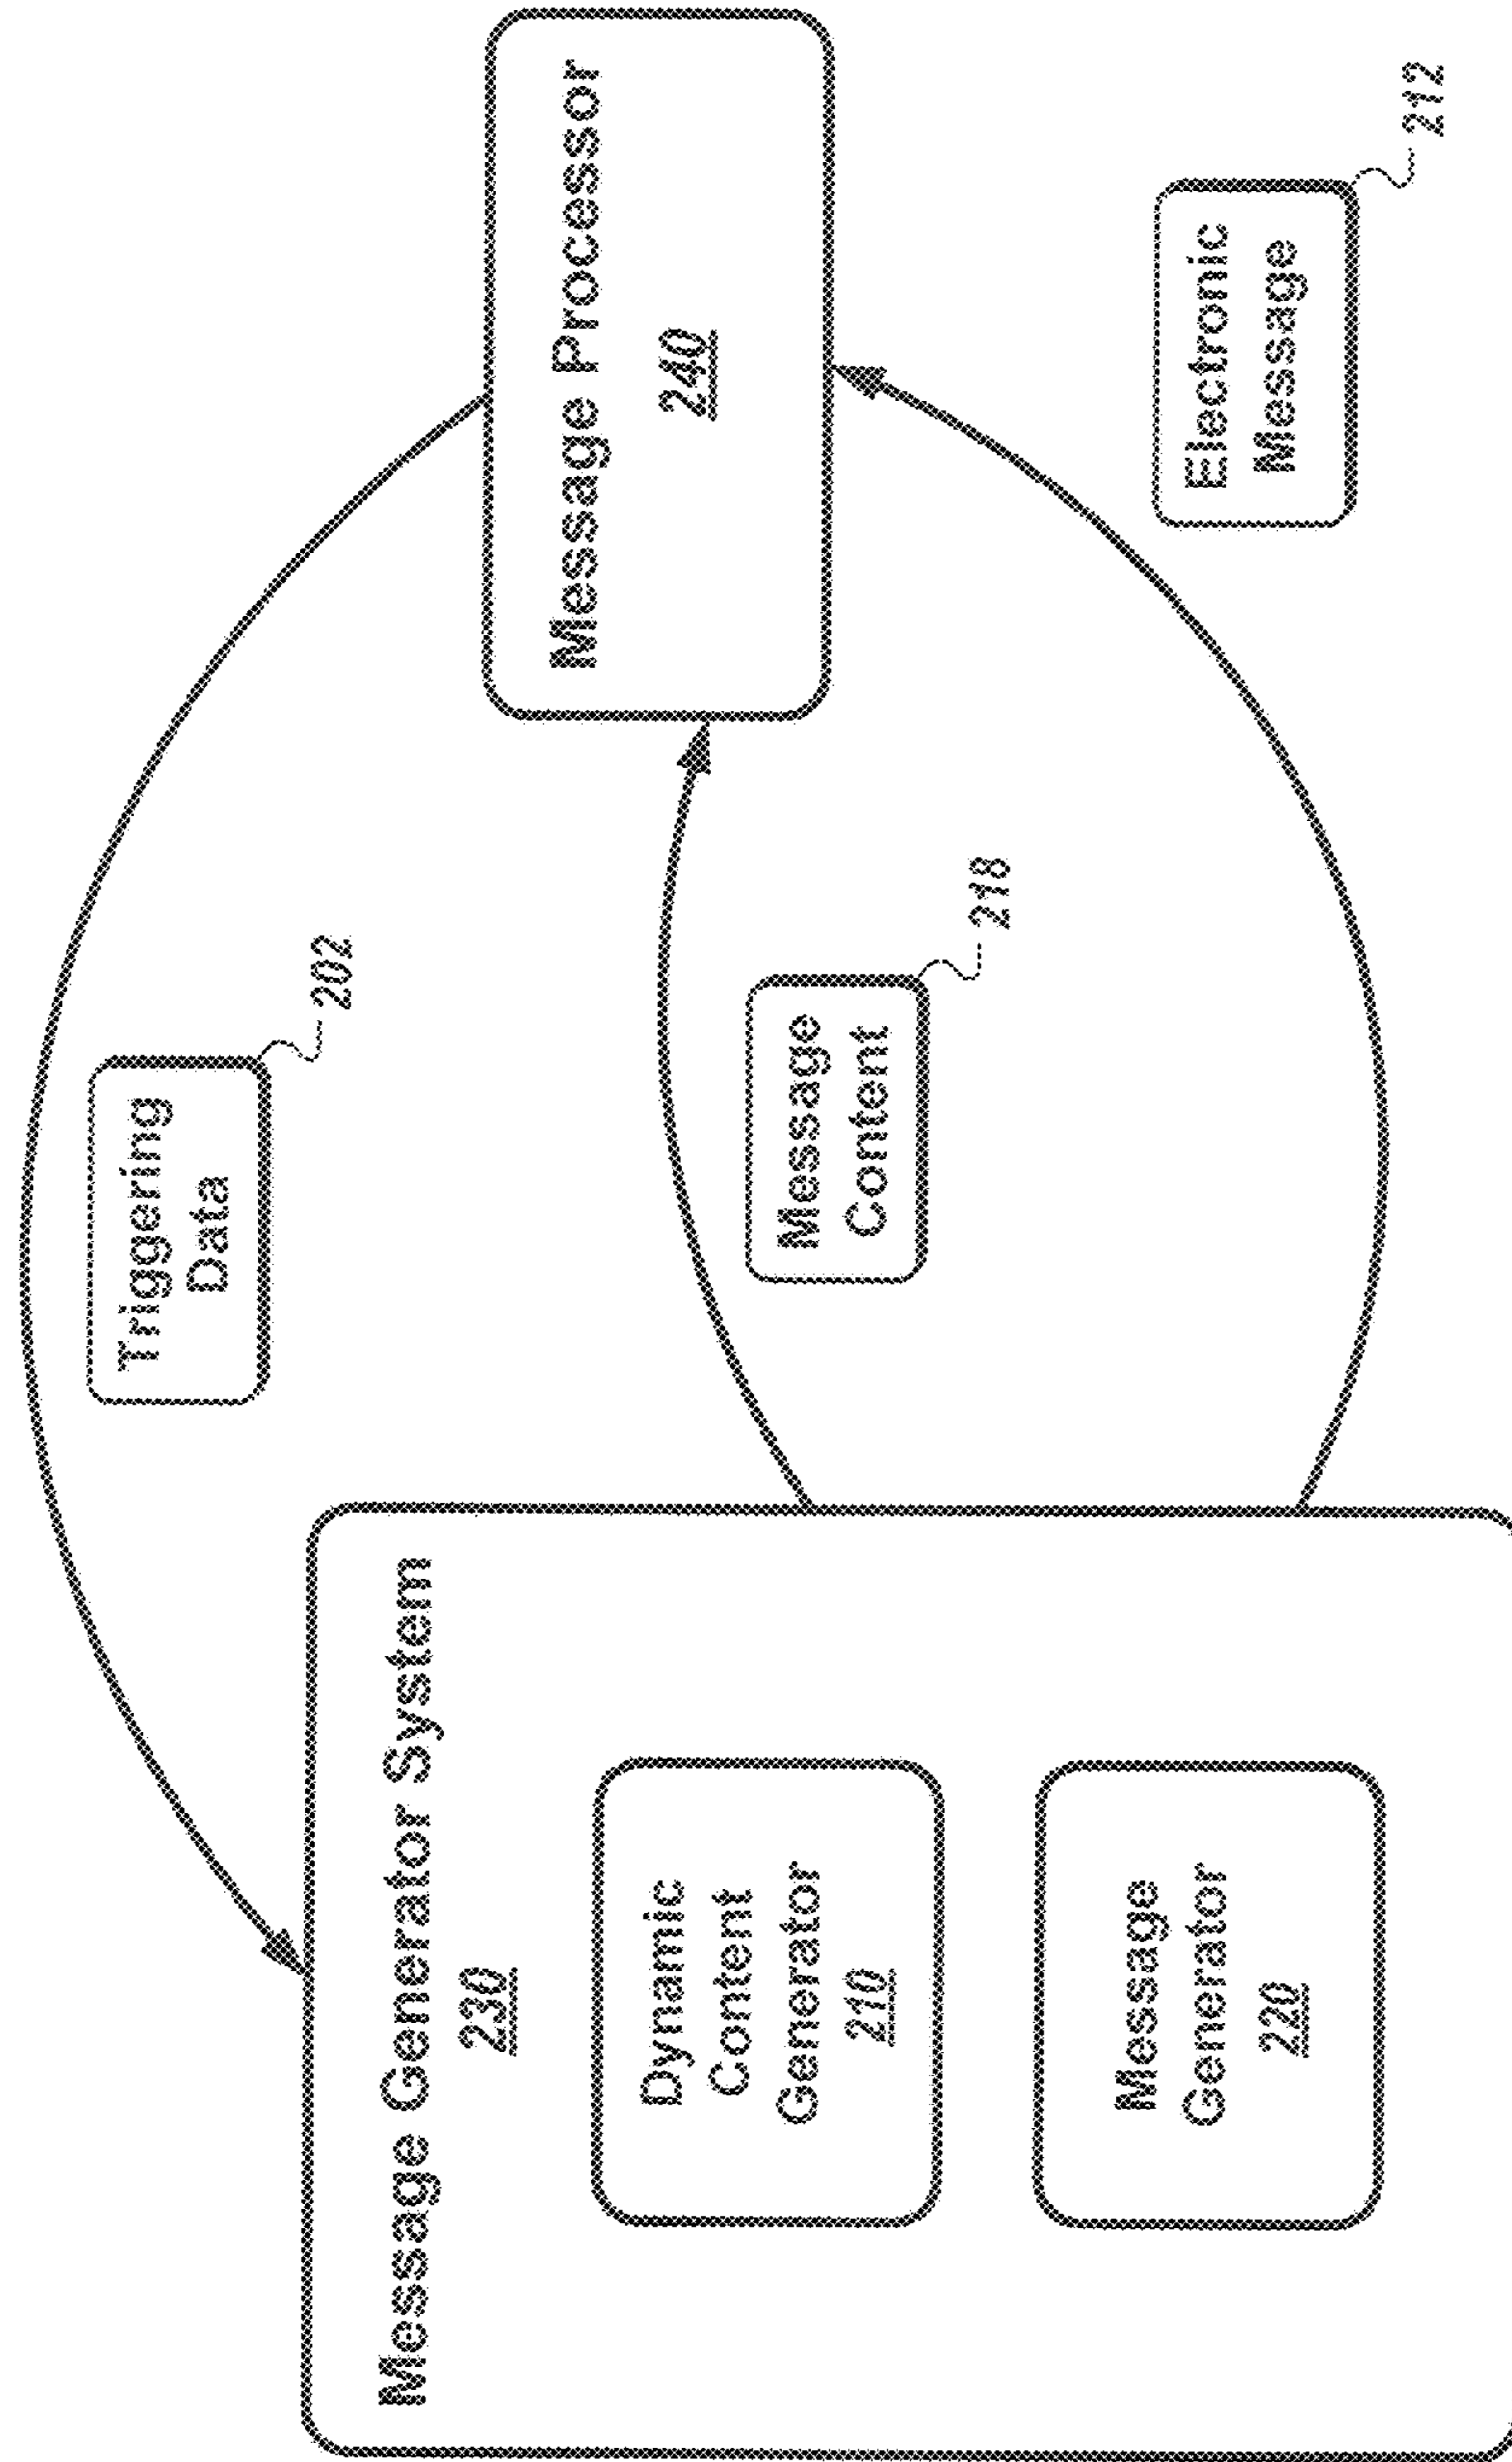 Triggering
Data
202
Message Generator System
230
Message Processor
240
Dynamic
Content
Generator
210
Message
Content
218
Message
Generator
220
Electronic
Message
212